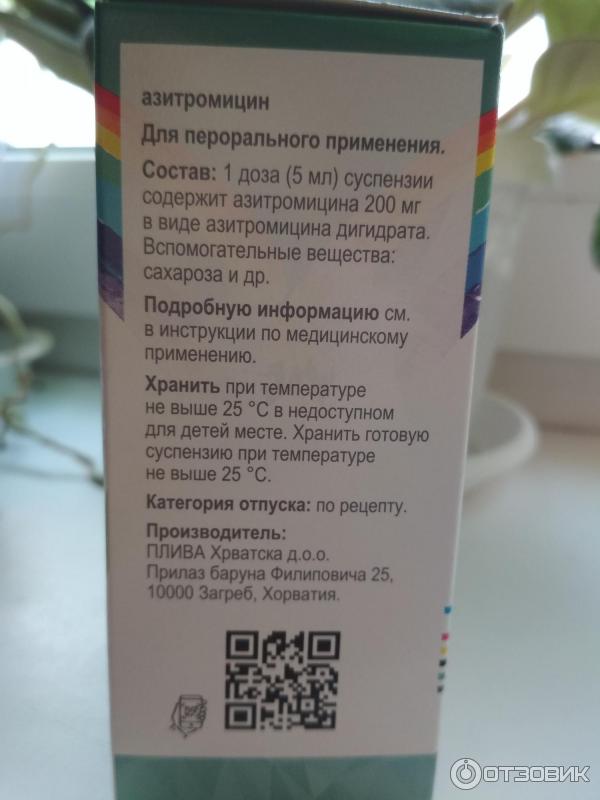 азитромицин
Для перорального применения.
Состав: 1 доза (5 мл) суспензии
содержит азитромицина 200 мг
в виде азитромицина дигидрата.
Вспомогательные вещества:
сахароза и др.
Подробную информацию см.
в инструкции по медицинскому
применению.
Хранить при температуре
не выше 25 °C в недоступном
для детей месте. Хранить готовую
суспензию при температуре
не выше 25 °C.
Категория отпуска: по рецепту.
Производитель:
ПЛИВА Хрватска д.о.о.
Прилаз баруна Филиповича 25,
10000 Загреб, Хорватия.
ОТЗОВИК